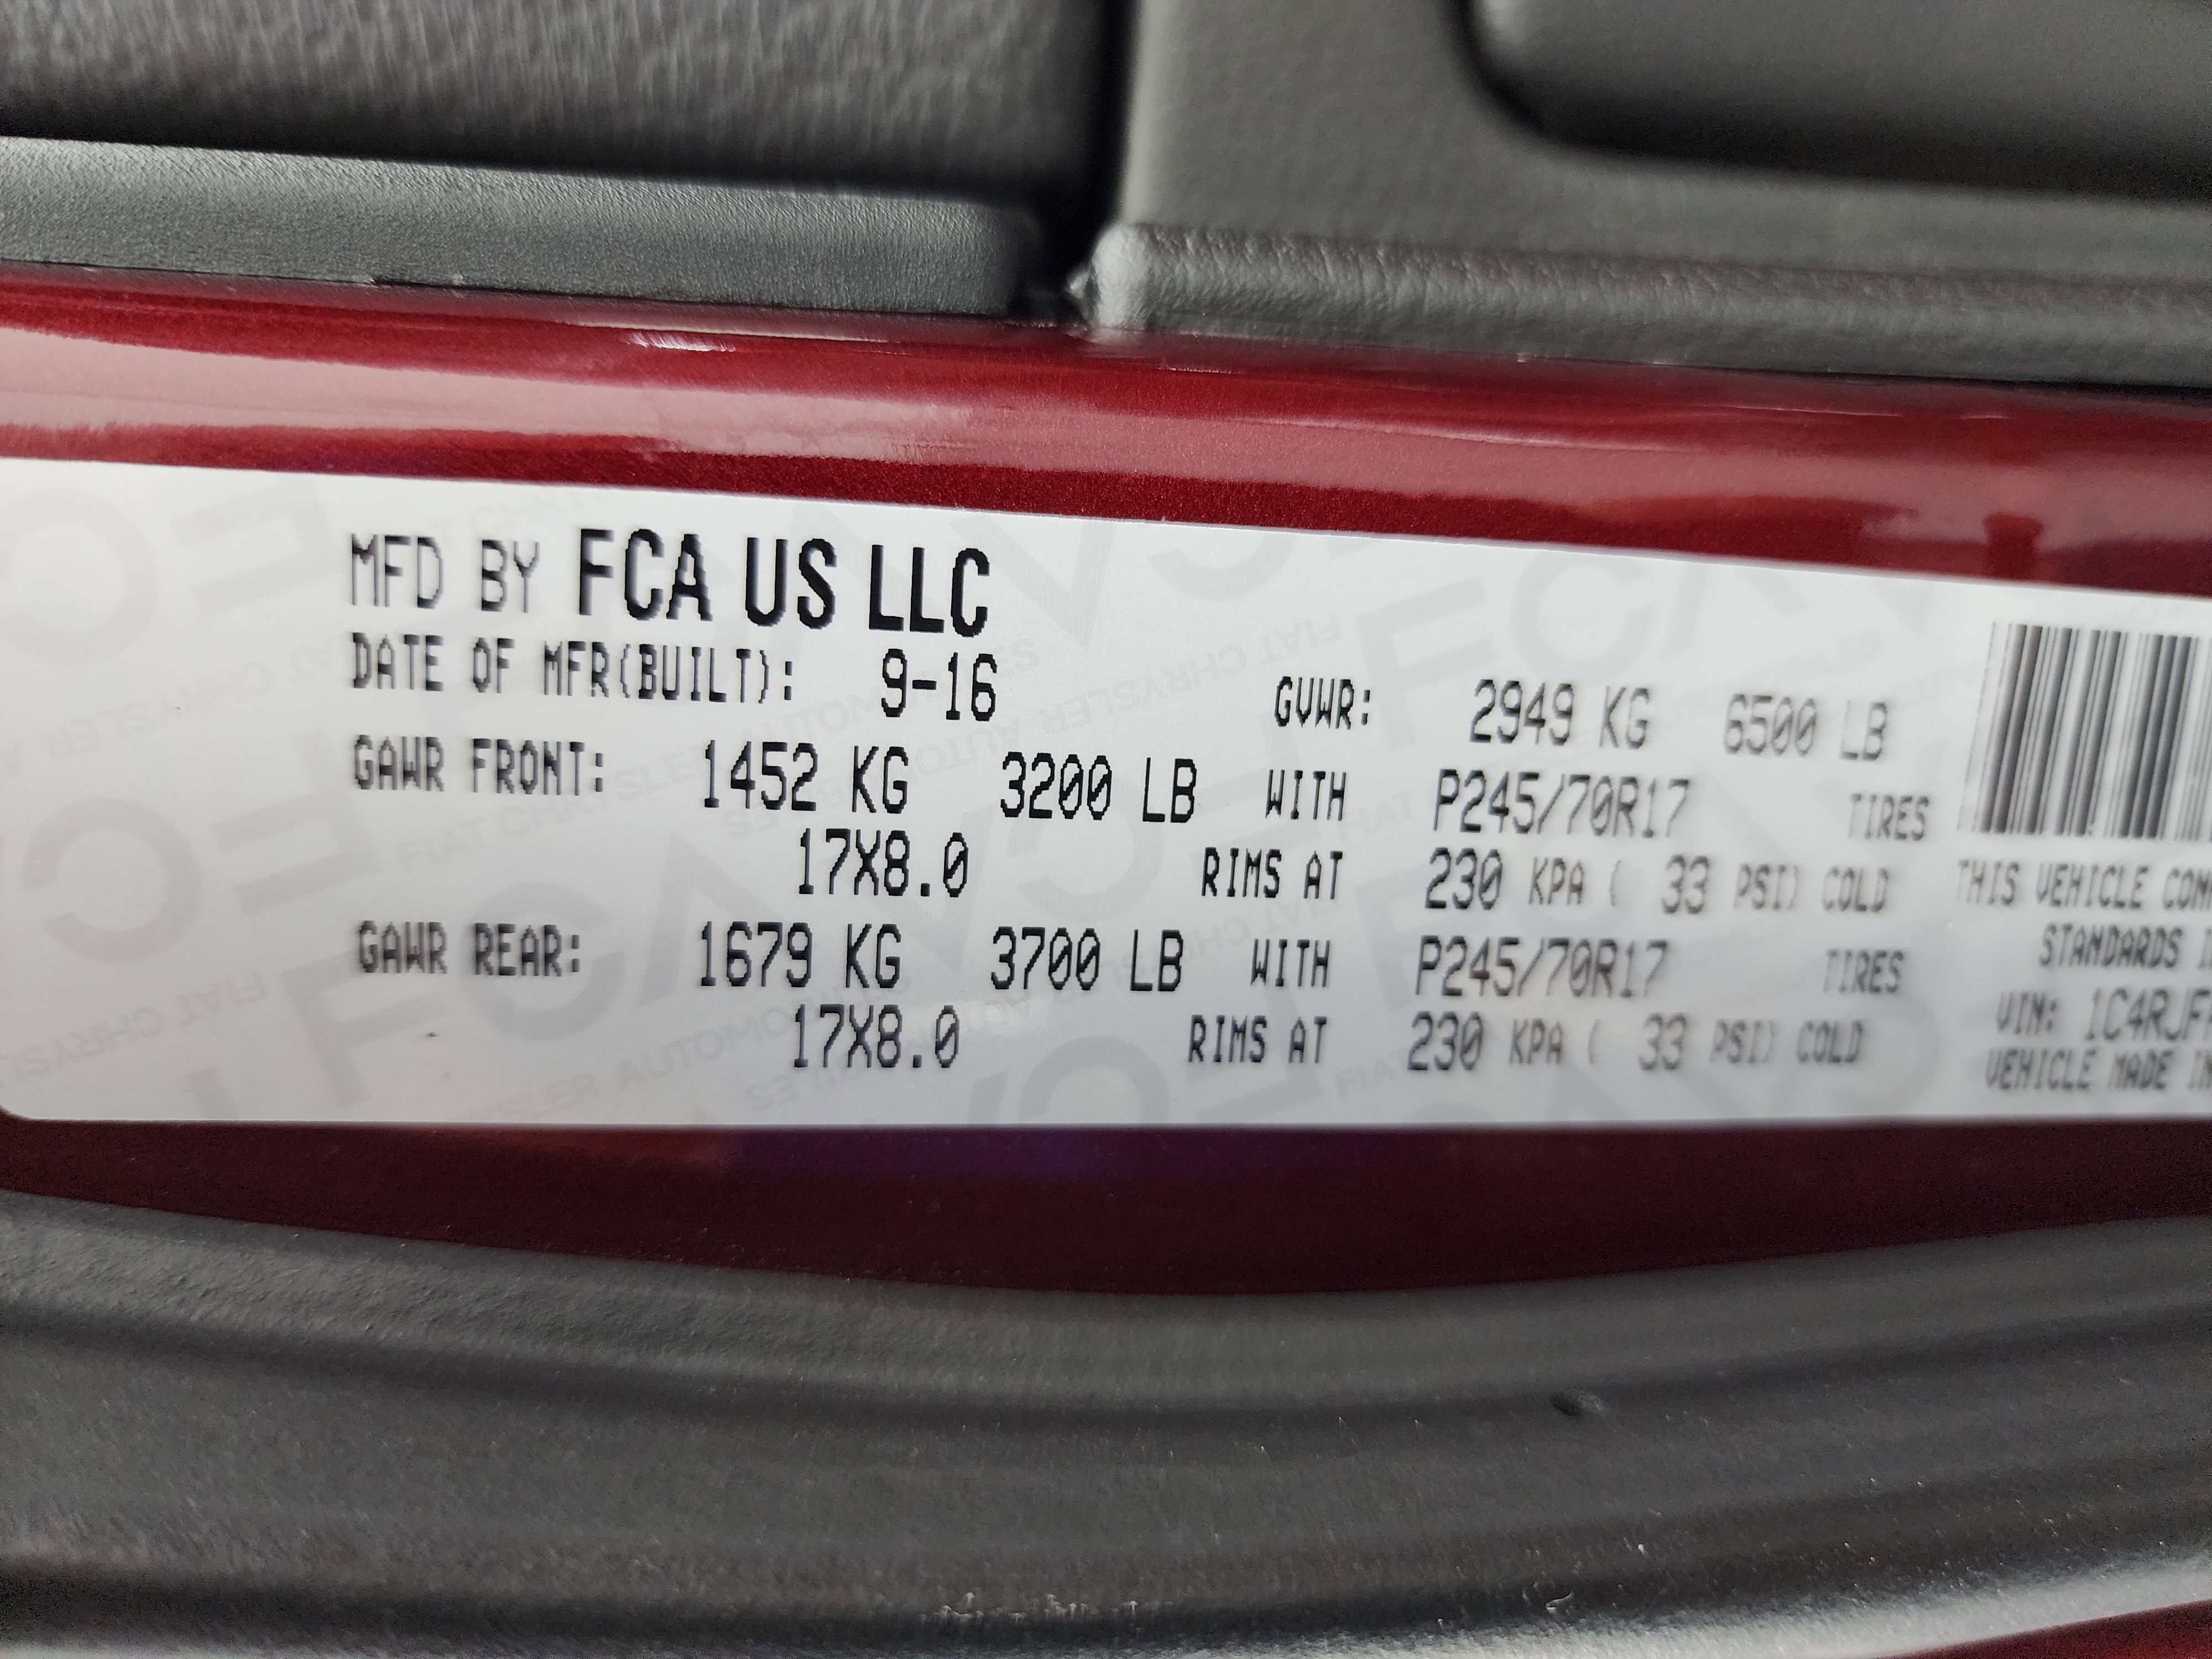 MFD BY FCA US LLC
DATE OF MFR(BUILT): 9-16 GVWR: 2949 KG 6500 LB
GAWR FRONT: 1452 KG 3200 LB WITH P245/70R17 TIRES
17X8.0 RIMS AT 230 KPA ( 33 PSI) COLD
GAWR REAR: 1679 KG 3700 LB WITH P245/70R17 TIRES
17X8.0 RIMS AT 230 KPA ( 33 PSI) COLD
THIS VEHICLE
STANDARDS
VIN: 1C4RJF
VEHICLE MADE IN